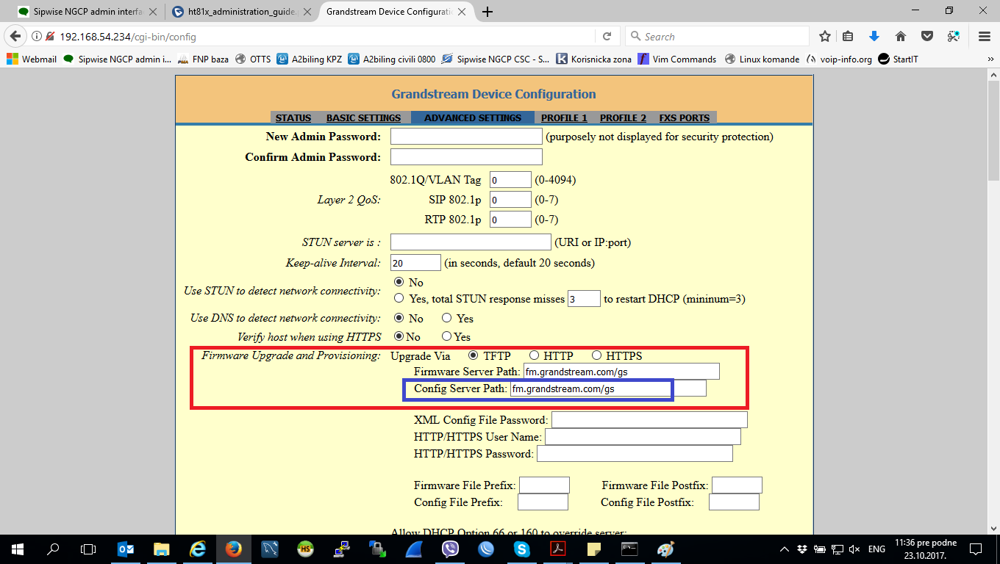 Sipwise NGCP admin interfa
ht81x_administration_guide.
Grandstream Device Configuratio
192.168.54.234/cgi-bin/config
Search
Webmail
Sipwise NGCP admin i...
FNP baza
OTTS
A2biling KPZ
A2biling civili 0800
Sipwise NGCP CSC - S...
Korisnicka zona
Vim Commands
Linux komande
voip-info.org
StartIT
Grandstream Device Configuration
STATUS BASIC SETTINGS ADVANCED SETTINGS PROFILE 1 PROFILE 2 FXS PORTS
New Admin Password: (purposely not displayed for security protection)
Confirm Admin Password:
802.1Q/VLAN Tag 0 (0-4094)
Layer 2 QoS: SIP 802.1p 0 (0-7)
RTP 802.1p 0 (0-7)
STUN server is : (URI or IP:port)
Keep-alive Interval: 20 (in seconds, default 20 seconds)
Use STUN to detect network connectivity: No
Yes, total STUN response misses 3 to restart DHCP (mininum=3)
Use DNS to detect network connectivity: No Yes
Verify host when using HTTPS No Yes
Firmware Upgrade and Provisioning: Upgrade Via TFTP HTTP HTTPS
Firmware Server Path: fm.grandstream.com/gs
Config Server Path: fm.grandstream.com/gs
XML Config File Password:
HTTP/HTTPS User Name:
HTTP/HTTPS Password:
Firmware File Prefix: Firmware File Postfix:
Config File Prefix: Config File Postfix:
Allow DHCP Option 66 or 160 to override server:
ENG
11:36 pre podne
23.10.2017.